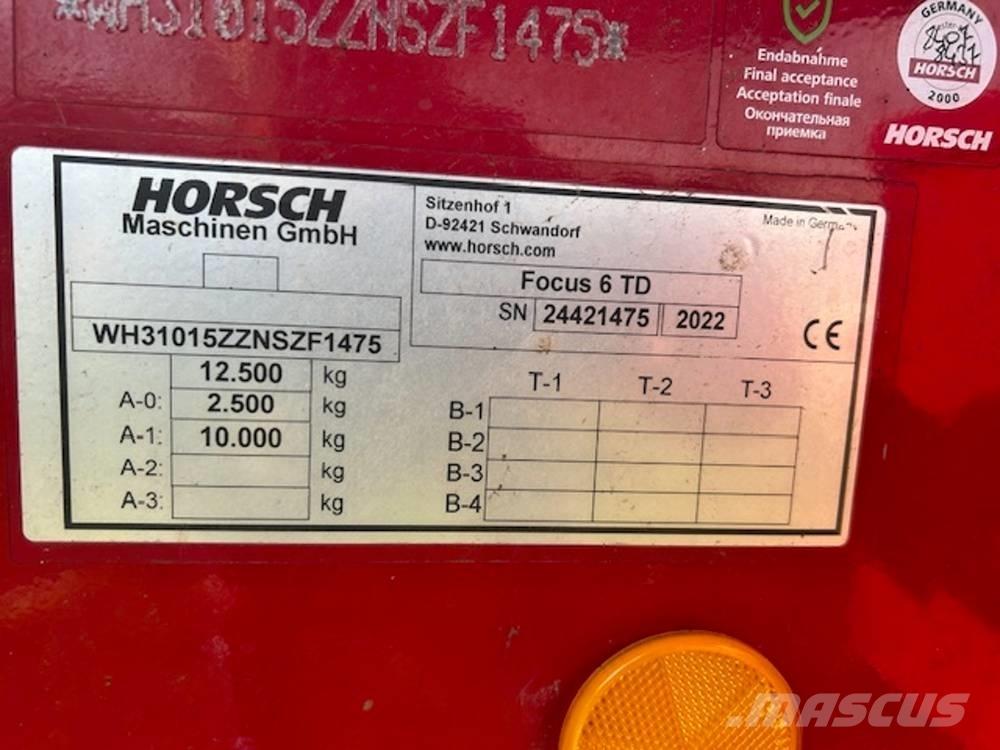 *WH31015ZZNSZF1475*
Endabnahme
Final acceptance
Acceptation finale
Окончательная
приемка
GERMANY
HORSCH
2000
HORSCH
HORSCH
Maschinen GmbH
Sitzenhof 1
D-92421 Schwandorf
www.horsch.com
Made in
Focus 6 TD
SN 24421475 2022
CE
WH31015ZZNSZF1475
12.500 kg
A-0: 2.500 kg
A-1: 10.000 kg
A-2: kg
A-3: kg
T-1 T-2 T-3
B-1
B-2
B-3
B-4
MASCUS